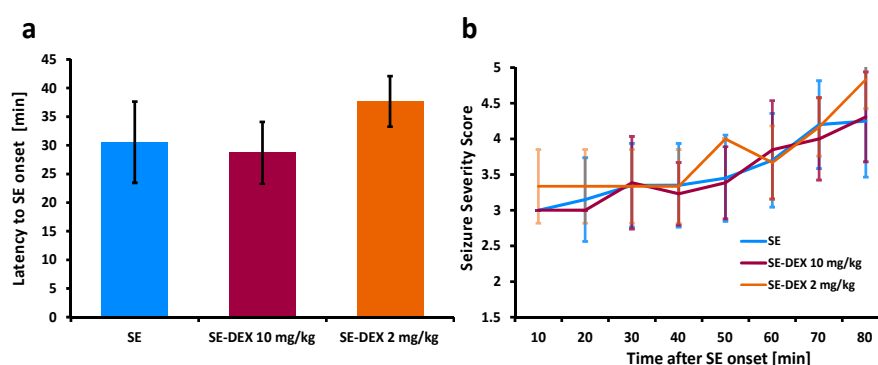 a
Latency to SE onset [min]
45
40
35
30
25
20
15
10
5
0
SE
SE-DEX 10 mg/kg
SE-DEX 2 mg/kg
b
Seizure Severity Score
5
4.5
4
3.5
3
2.5
2
1.5
SE
SE-DEX 10 mg/kg
SE-DEX 2 mg/kg
10 20 30 40 50 60 70 80
Time after SE onset [min]